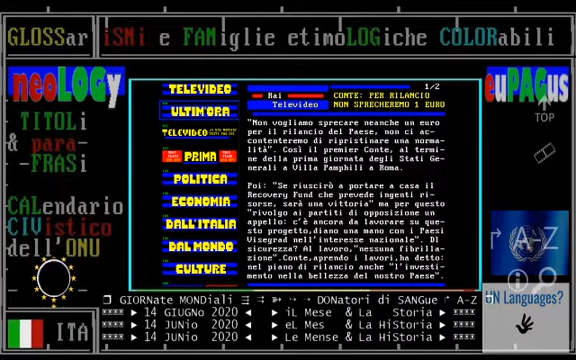 GLOSSar iSMi e FAMiglie etimoLOGiche COLORabili
neoLOGy
euPAGus
TITOLi
& para-
-FRASi
CALendario
CIVistico
dell'ONU
ITA
TELEVIDEO
ULTIM'ORA
TELEVIDEO
PRIMA
POLITICA
ECONOMIA
DALL'ITALIA
DAL MONDO
CULTURE
1/2
Rai
Televideo
CONTE: PER RILANCIO
NON SPRECHEREMO 1 EURO
"Non vogliamo sprecare neanche un euro
per il rilancio del Paese, non ci ac-
contenteremo di ripristinare una norma-
lità". Così il premier Conte, al termi-
ne della prima giornata degli Stati Ge-
nerali a Villa Pamphili a Roma.
Poi: "Se riuscirò a portare a casa il
Recovery Fund che prevede ingenti ri-
sorse, sarà una vittoria" ma per questo
"rivolgo ai partiti di opposizione un
appello: c'è ancora da lavorare su que-
sto progetto,diano una mano con i Paesi
Visegrad nell'interesse nazionale". Di
sicurezza? Al lavoro,"nessuna fibrilla-
zione".Conte,aprendo i lavori,ha detto:
nel piano di rilancio anche "l'investi-
mento nella bellezza del nostro Paese".
TOP
A-Z
UN Languages?
GIORNate MONDiali
DONatori di SANGue
A-Z
14 GIUGNo 2020
iL Mese & La Storia
14 JUNio 2020
eL Mes & La HiStoria
14 JUNio 2020
Le Mense & Lo HiStoria